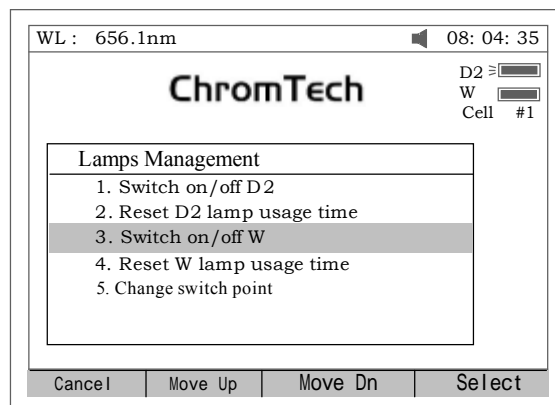 WL : 656.1nm 08: 04: 35
D2
ChromTech W
Cell #1
Lamps Management
1. Switch on/off D2
2. Reset D2 lamp usage time
3. Switch on/off W
4. Reset W lamp usage time
5. Change switch point
Cancel Move Up Move Dn Select